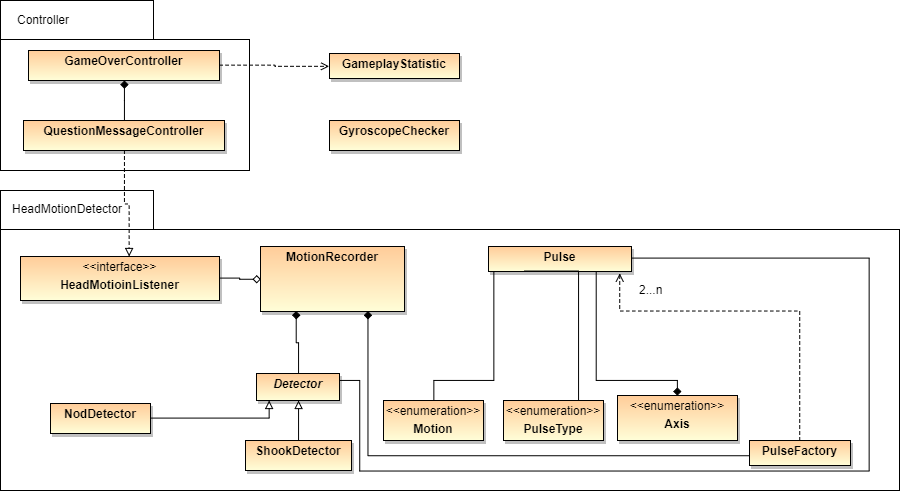 Controller
GameOverController
GameplayStatistic
QuestionMessageController
GyroscopeChecker
HeadMotionDetector
<<interface>>
HeadMotioinListener
MotionRecorder
Pulse
2...n
Detector
NodDetector
ShookDetector
<<enumeration>>
Motion
<<enumeration>>
PulseType
<<enumeration>>
Axis
PulseFactory